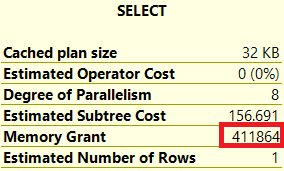 SELECT
Cached plan size 32 KB
Estimated Operator Cost 0 (0%)
Degree of Parallelism 8
Estimated Subtree Cost 156.691
Memory Grant 411864
Estimated Number of Rows 1